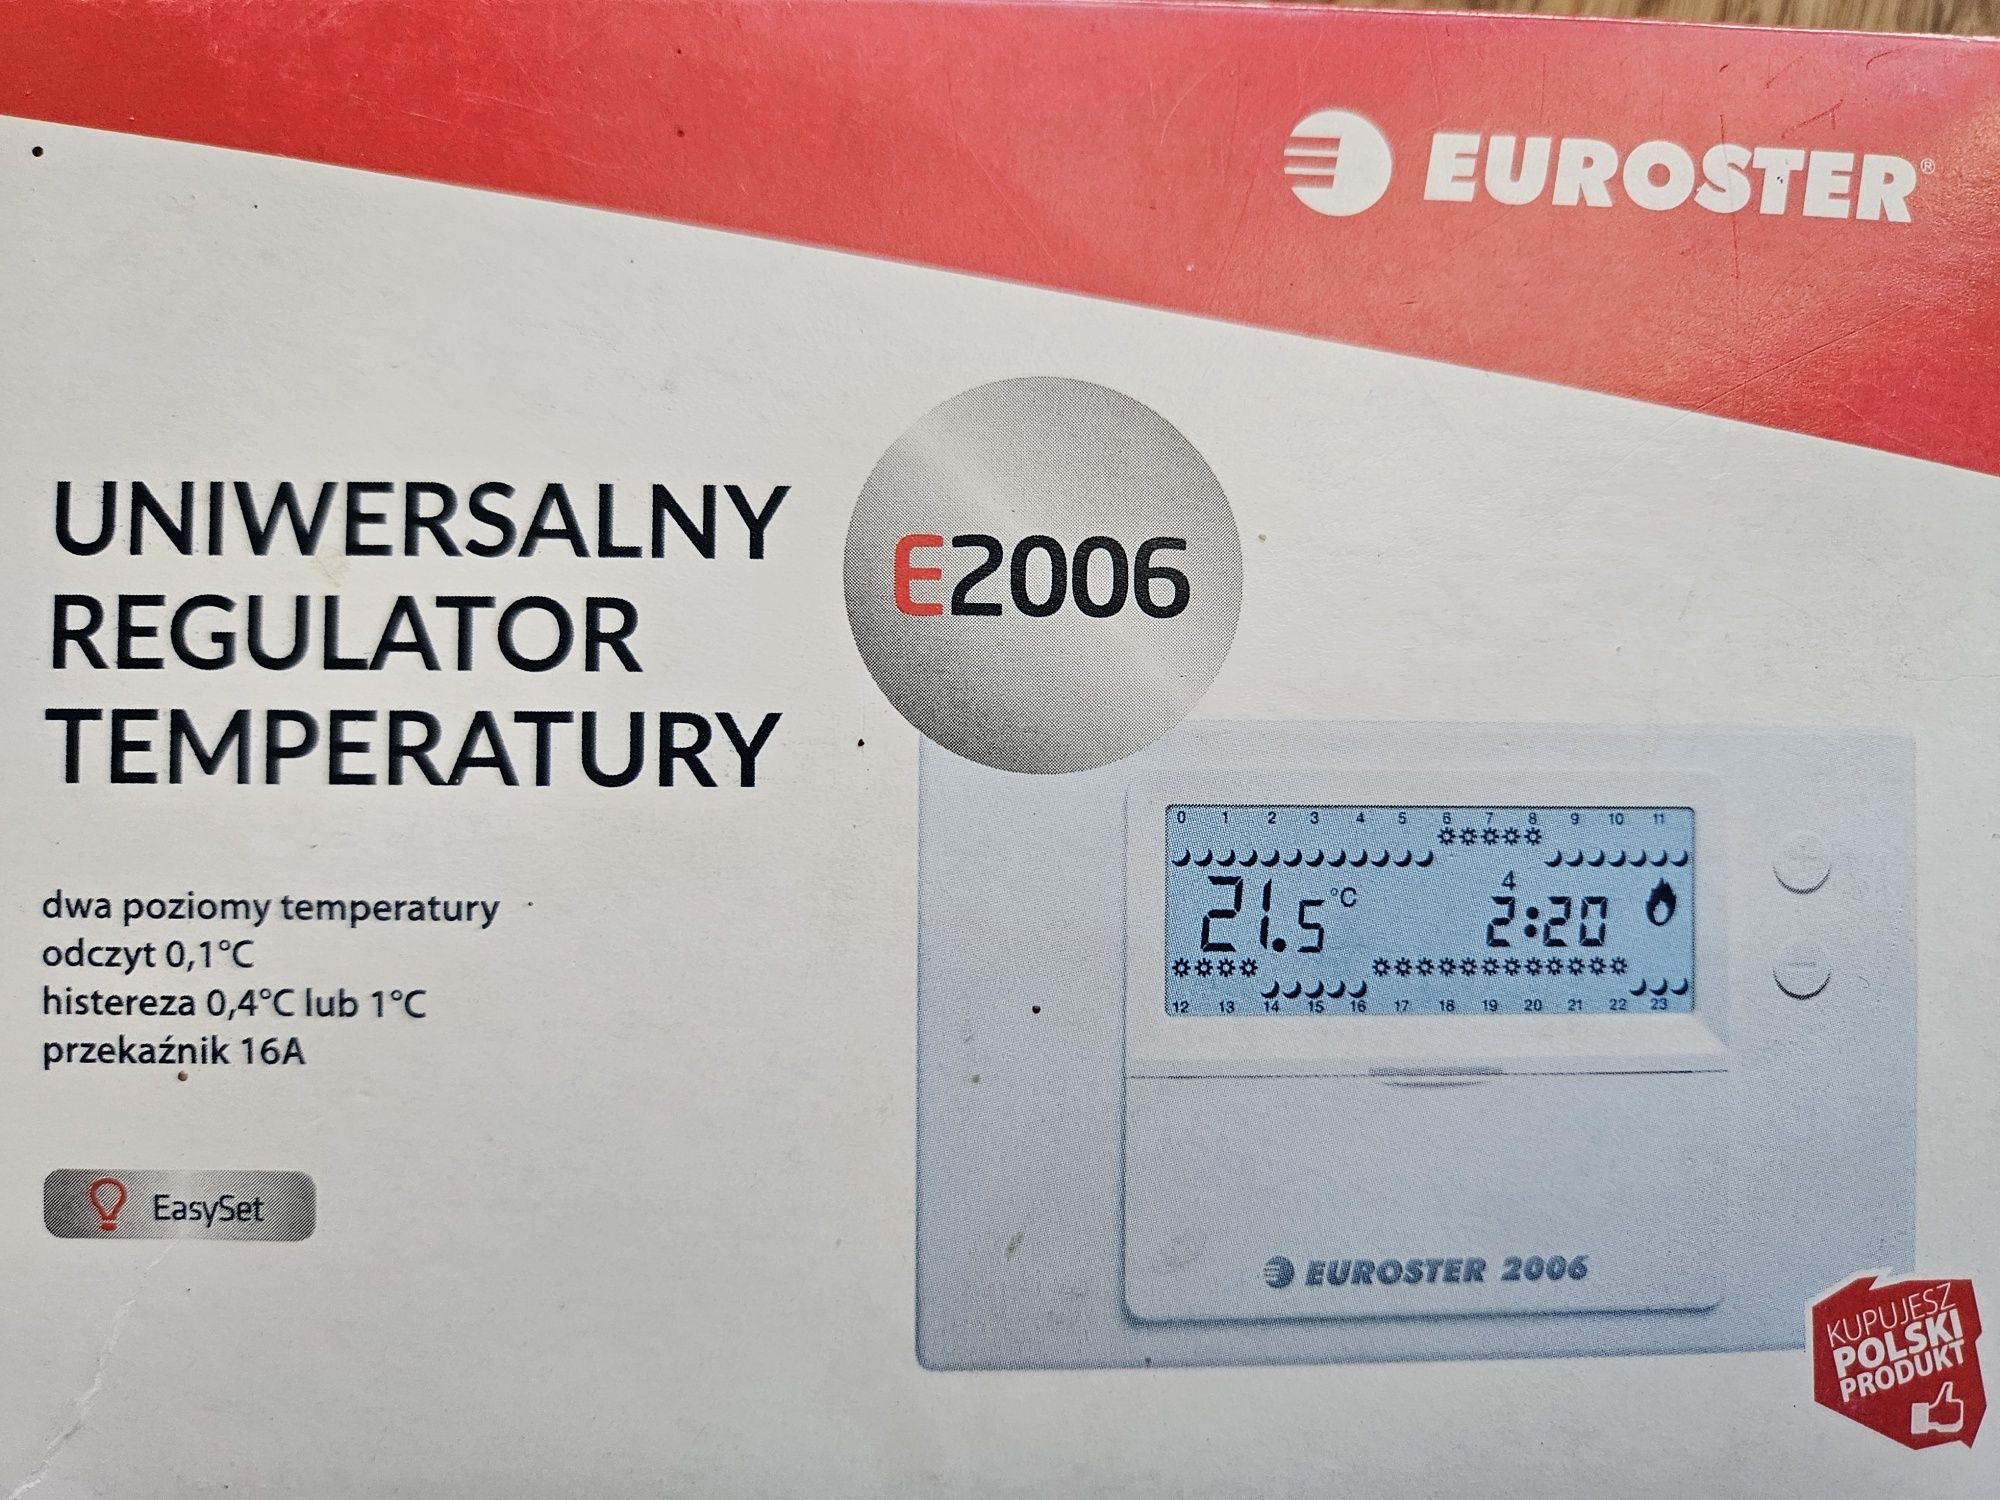 EUROSTER®
UNIWERSALNY
REGULATOR
TEMPERATURY
E2006
dwa poziomy temperatury
odczyt 0,1°C
histereza 0,4°C lub 1°C
przekaźnik 16A
EasySet
0 1 2 3 4 5 6 7 8 9 10 11
21.5 °C
4
2:20
12 13 14 15 16 17 18 19 20 21 22 23
EUROSTER 2006
KUPUJESZ
POLSKI
PRODUKT